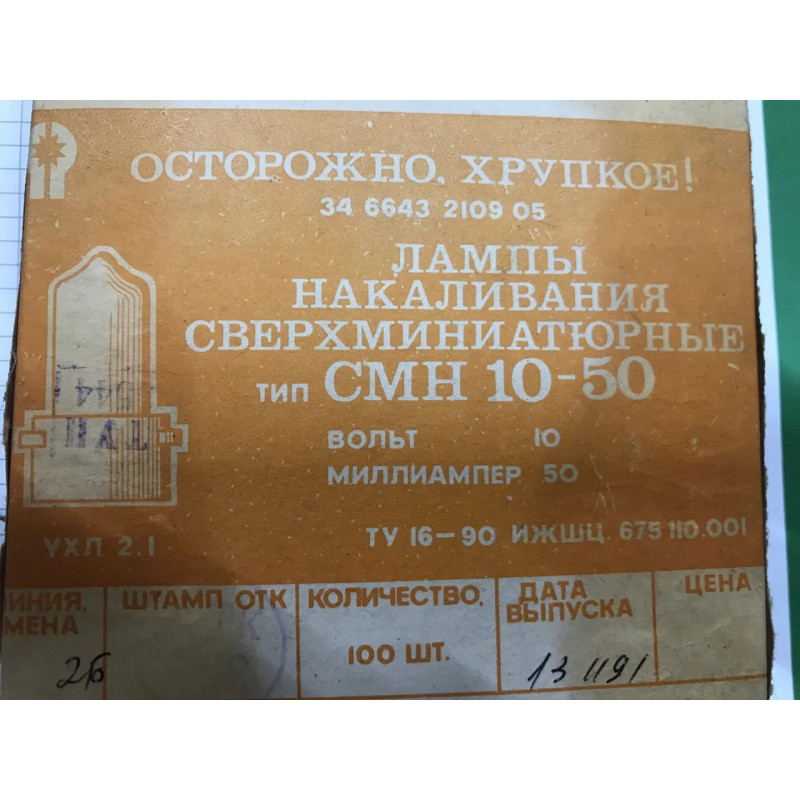 ОСТОРОЖНО, ХРУПКОЕ!
34 6643 2109 05
ЛАМПЫ
НАКАЛИВАНИЯ
СВЕРХМИНИАТЮРНЫЕ
ТИП СМН 10-50
ВОЛЬТ 10
МИЛЛИАМПЕР 50
УХЛ 2.1
ТУ 16-90 ИЖШЦ. 675 110.001
ИНИЯ, ШТАМП ОТК КОЛИЧЕСТВО, ДАТА ЦЕНА
МЕНА ВЫПУСКА
100 ШТ.
26 13 1191